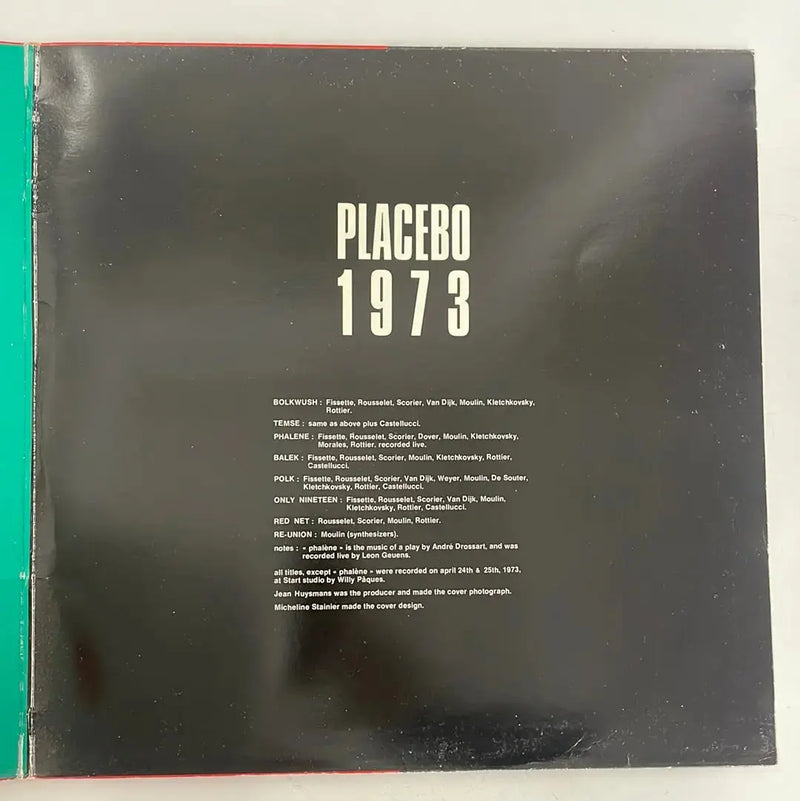 PLACEBO
1973
BOLKWUSH : Fissette, Rousselet, Scorier, Van Dijk, Moulin, Kletchkovsky,
Rottier.
TEMSE : same as above plus Castellucci.
PHALENE : Fissette, Rousselet, Scorier, Dover, Moulin, Kletchkovsky,
Morales, Rottier. recorded live.
BALEK : Fissette, Rousselet, Scorier, Moulin, Kletchkovsky, Rottier,
Castellucci.
POLK : Fissette, Rousselet, Scorier, Van Dijk, Weyer, Moulin, De Souter,
Kletchkovsky, Rottier, Castellucci.
ONLY NINETEEN : Fissette, Rousselet, Scorier, Van Dijk, Moulin,
Kletchkovsky, Rottier, Castellucci.
RED NET : Rousselet, Scorier, Moulin, Rottier.
RE-UNION : Moulin (synthesizers).
notes : « phalène » is the music of a play by André Drossart, and was
recorded live by Leon Geuens.
all titles, except « phalène » were recorded on april 24th & 25th, 1973,
at Start studio by Willy Pâques.
Jean Huysmans was the producer and made the cover photograph.
Micheline Stainier made the cover design.